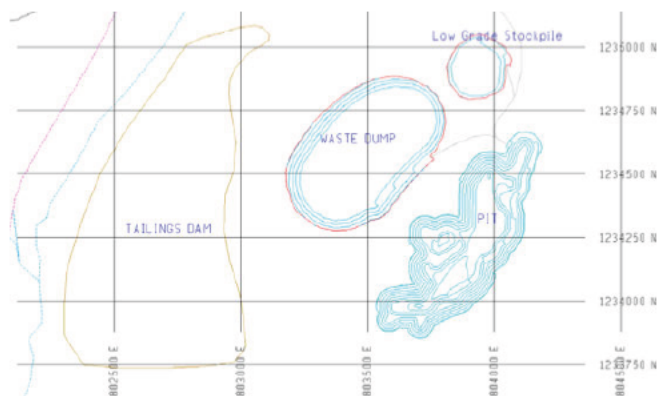 Low Grade Stockpile
1235000 N
1234750 N
WASTE DUMP
1234500 N
PIT
TAILINGS DAM
1234250 N
1234000 N
1233750 N
802500 E
803000 E
803500 E
804000 E
804500 E